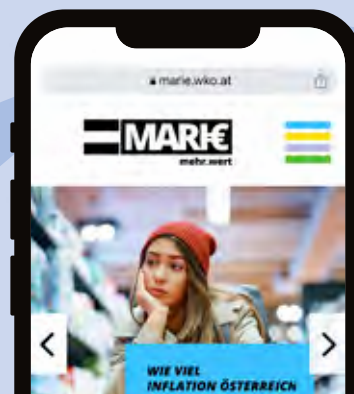 marie.wko.at
MARI€
mehr.wert
WIE VIEL
INFLATION ÖSTERREICH